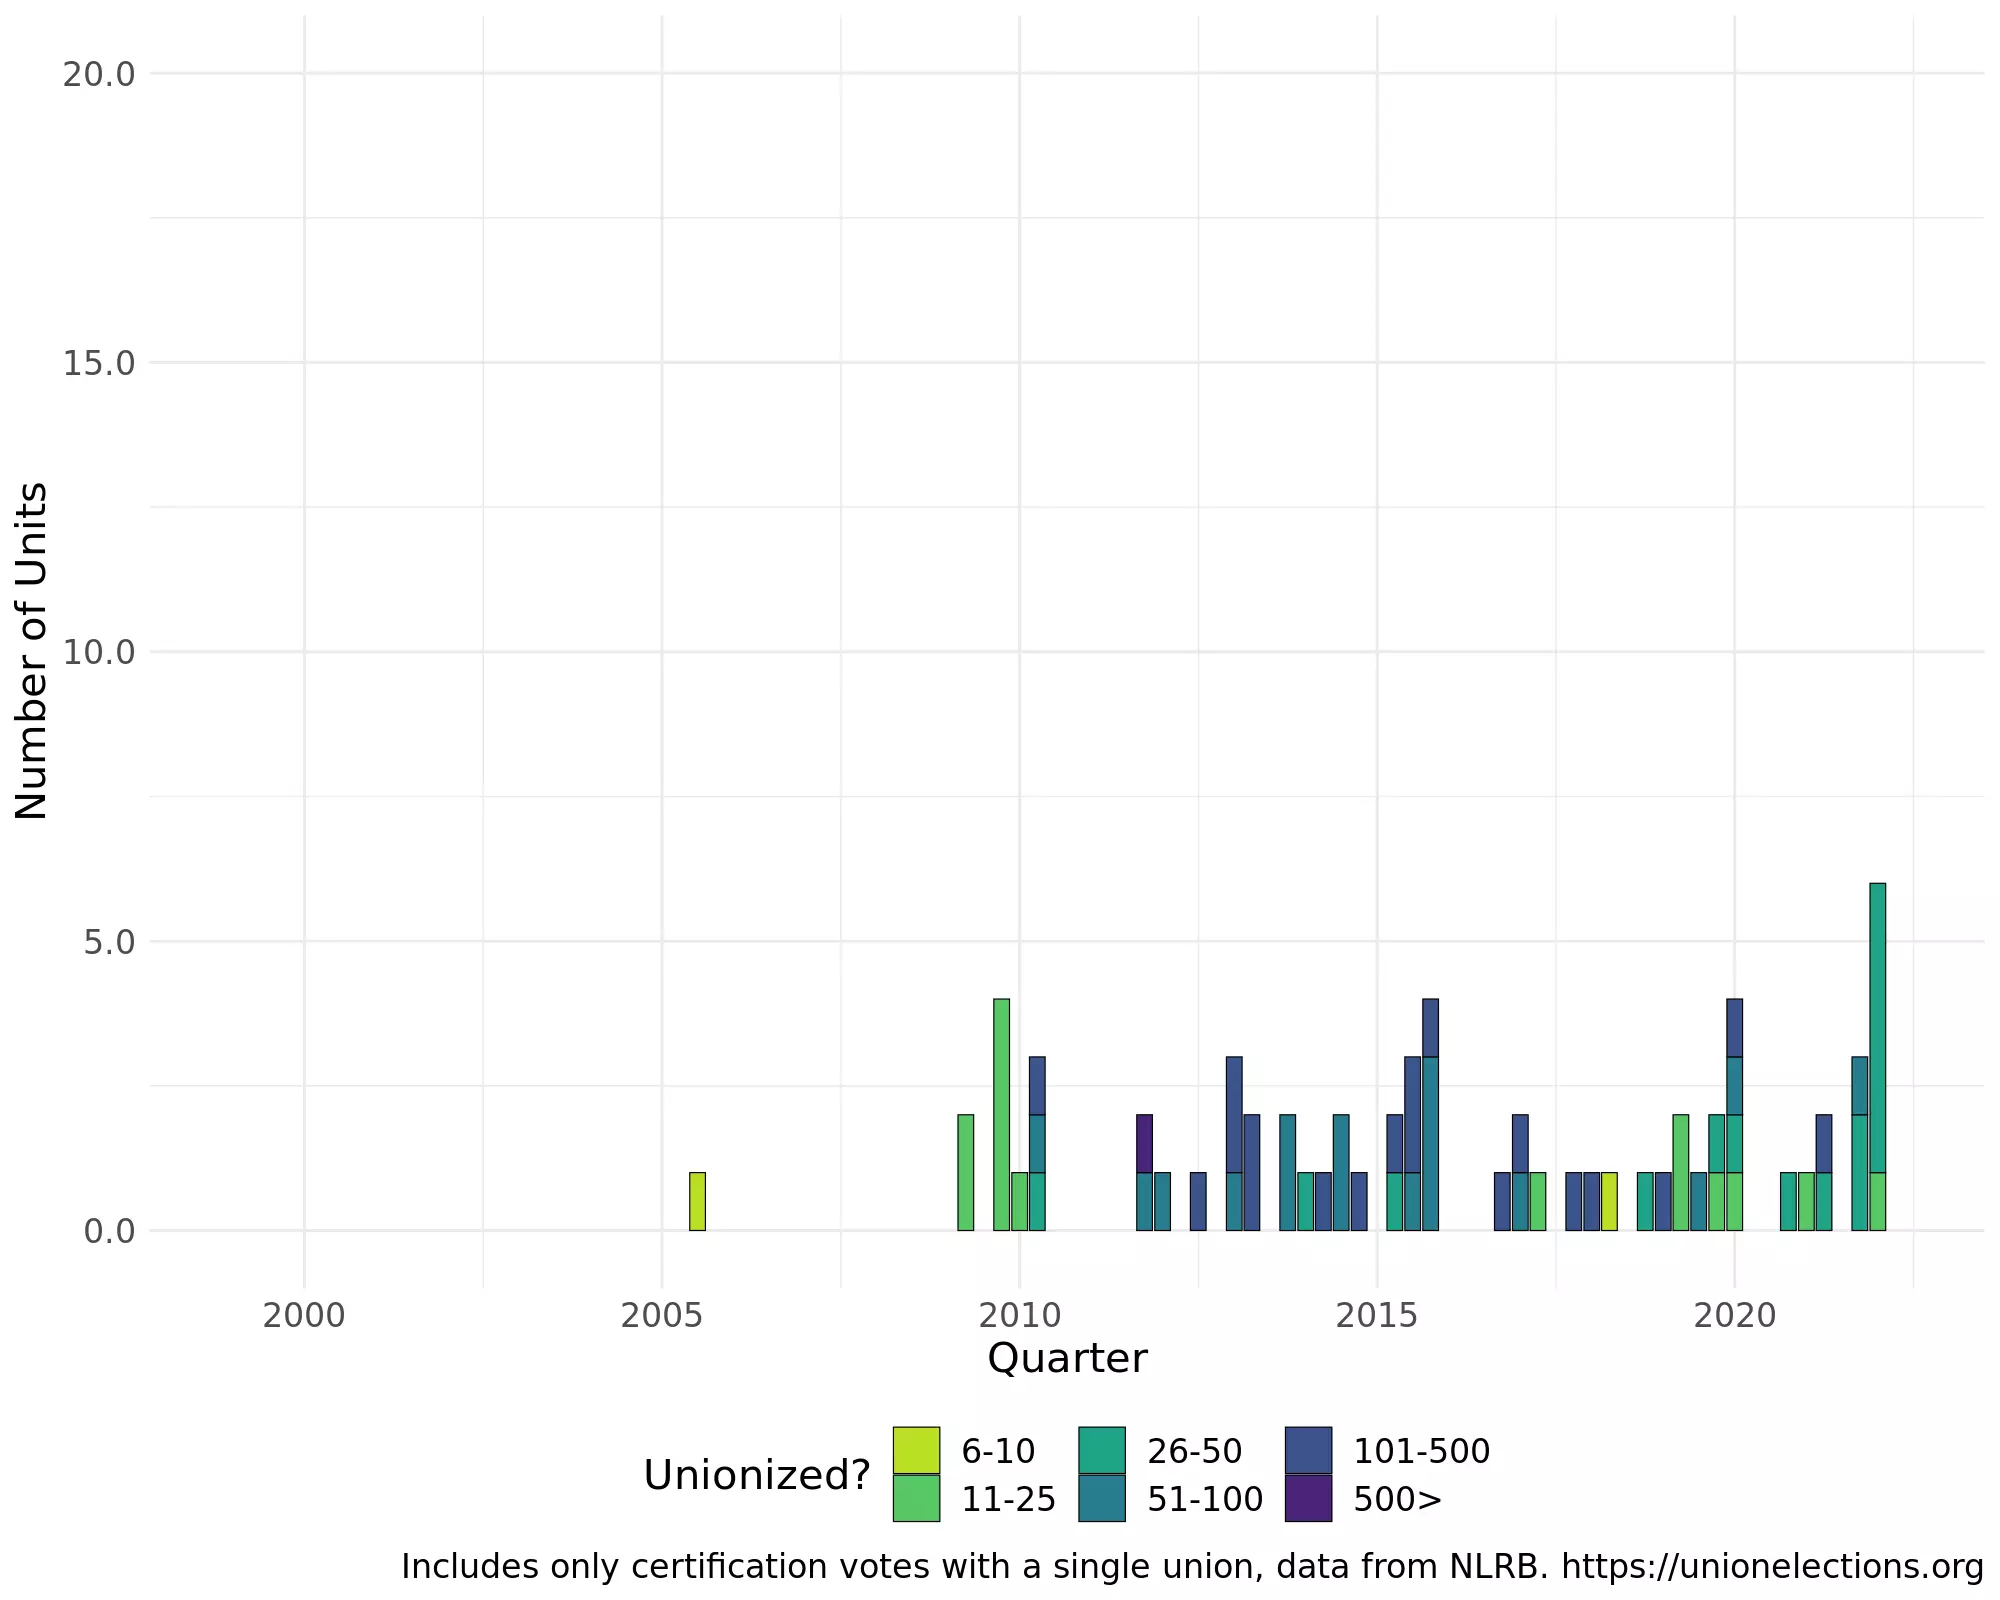 20.0
15.0
10.0
5.0
0.0
Number of Units
2000 2005 2010 2015 2020
Quarter
Unionized?
6-10 26-50 101-500
11-25 51-100 500>
Includes only certification votes with a single union, data from NLRB. https://unionelections.org